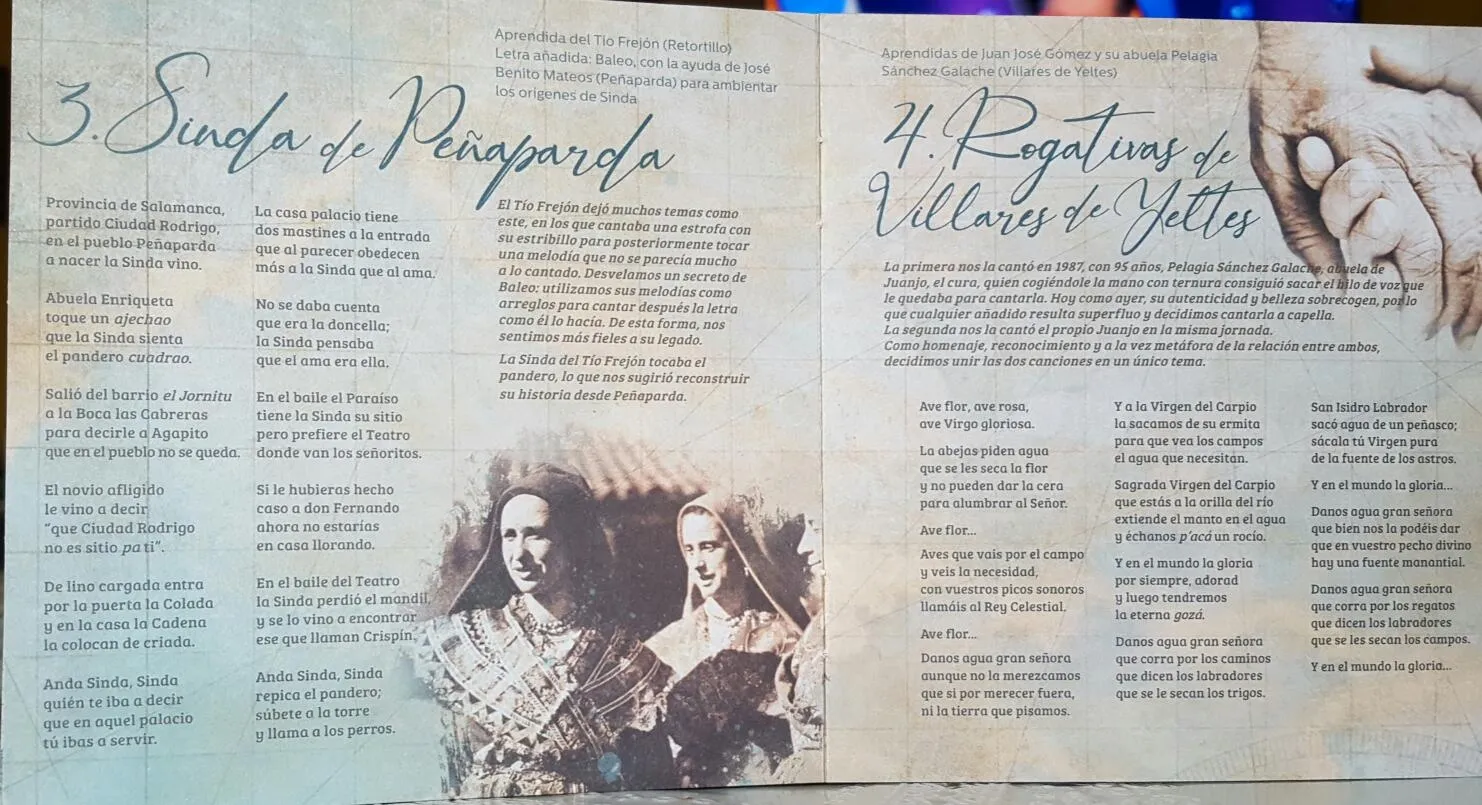 Aprendida del Tío Frejón (Retortillo)
Letra añadida: Baleo, con la ayuda de José
Benito Mateos (Peñaparda) para ambientar
los orígenes de Sinda
3. Sinda de Peñaparda
Provincia de Salamanca,
partido Ciudad Rodrigo,
en el pueblo Peñaparda
a nacer la Sinda vino.
Abuela Enriqueta
toque un ajechao
que la Sinda sienta
el pandero cuadrao.
Salió del barrio el Jornitu
a la Boca las Cabreras
para decirle a Agapito
que en el pueblo no se queda.
El novio afligido
le vino a decir
"que Ciudad Rodrigo
no es sitio pa ti".
De lino cargada entra
por la puerta la Colada
y en la casa la Cadena
la colocan de criada.
Anda Sinda, Sinda
quién te iba a decir
que en aquel palacio
tú ibas a servir.
La casa palacio tiene
dos mastines a la entrada
que al parecer obedecen
más a la Sinda que al ama.
No se daba cuenta
que era la doncella;
la Sinda pensaba
que el ama era ella.
En el baile el Paraíso
tiene la Sinda su sitio
pero prefiere el Teatro
donde van los señoritos.
Si le hubieras hecho
caso a don Fernando
ahora no estarías
en casa llorando.
En el baile del Teatro
la Sinda perdió el mandil,
y se lo vino a encontrar
ese que llaman Crispín.
Anda Sinda, Sinda
repica el pandero;
súbete a la torre
y llama a los perros.
El Tío Frejón dejó muchos temas como
este, en los que cantaba una estrofa con
su estribillo para posteriormente tocar
una melodía que no se parecía mucho
a lo cantado. Desvelamos un secreto de
Baleo: utilizamos sus melodías como
arreglos para cantar después la letra
como él lo hacía. De esta forma, nos
sentimos más fieles a su legado.
La Sinda del Tío Frejón tocaba el
pandero, lo que nos sugirió reconstruir
su historia desde Peñaparda.
Aprendidas de Juan José Gómez y su abuela Pelagia
Sánchez Galache (Villares de Yeltes)
4. Rogativas de
Villares de Yeltes
La primera nos la cantó en 1987, con 95 años, Pelagia Sánchez Galache, abuela de
Juanjo, el cura, quien cogiéndole la mano con ternura consiguió sacar el hilo de voz que
le quedaba para cantarla. Hoy como ayer, su autenticidad y belleza sobrecogen, por lo
que cualquier añadido resulta superfluo y decidimos cantarla a capella.
La segunda nos la cantó el propio Juanjo en la misma jornada.
Como homenaje, reconocimiento y a la vez metáfora de la relación entre ambos,
decidimos unir las dos canciones en un único tema.
Ave flor, ave rosa,
ave Virgo gloriosa.
La abejas piden agua
que se les seca la flor
y no pueden dar la cera
para alumbrar al Señor.
Ave flor...
Aves que vais por el campo
y veis la necesidad,
con vuestros picos sonoros
llamáis al Rey Celestial.
Ave flor...
Danos agua gran señora
aunque no la merezcamos
que si por merecer fuera,
ni la tierra que pisamos.
Y a la Virgen del Carpio
la sacamos de su ermita
para que vea los campos
el agua que necesitan.
Sagrada Virgen del Carpio
que estás a la orilla del río
extiende el manto en el agua
y échanos p'acá un rocío.
Y en el mundo la gloria
por siempre, adorad
y luego tendremos
la eterna gozá.
Danos agua gran señora
que corra por los caminos
que dicen los labradores
que se le secan los trigos.
San Isidro Labrador
sacó agua de un peñasco;
sácala tú Virgen pura
de la fuente de los astros.
Y en el mundo la gloria...
Danos agua gran señora
que bien nos la podéis dar
que en vuestro pecho divino
hay una fuente manantial.
Danos agua gran señora
que corra por los regatos
que dicen los labradores
que se les secan los campos.
Y en el mundo la gloria...